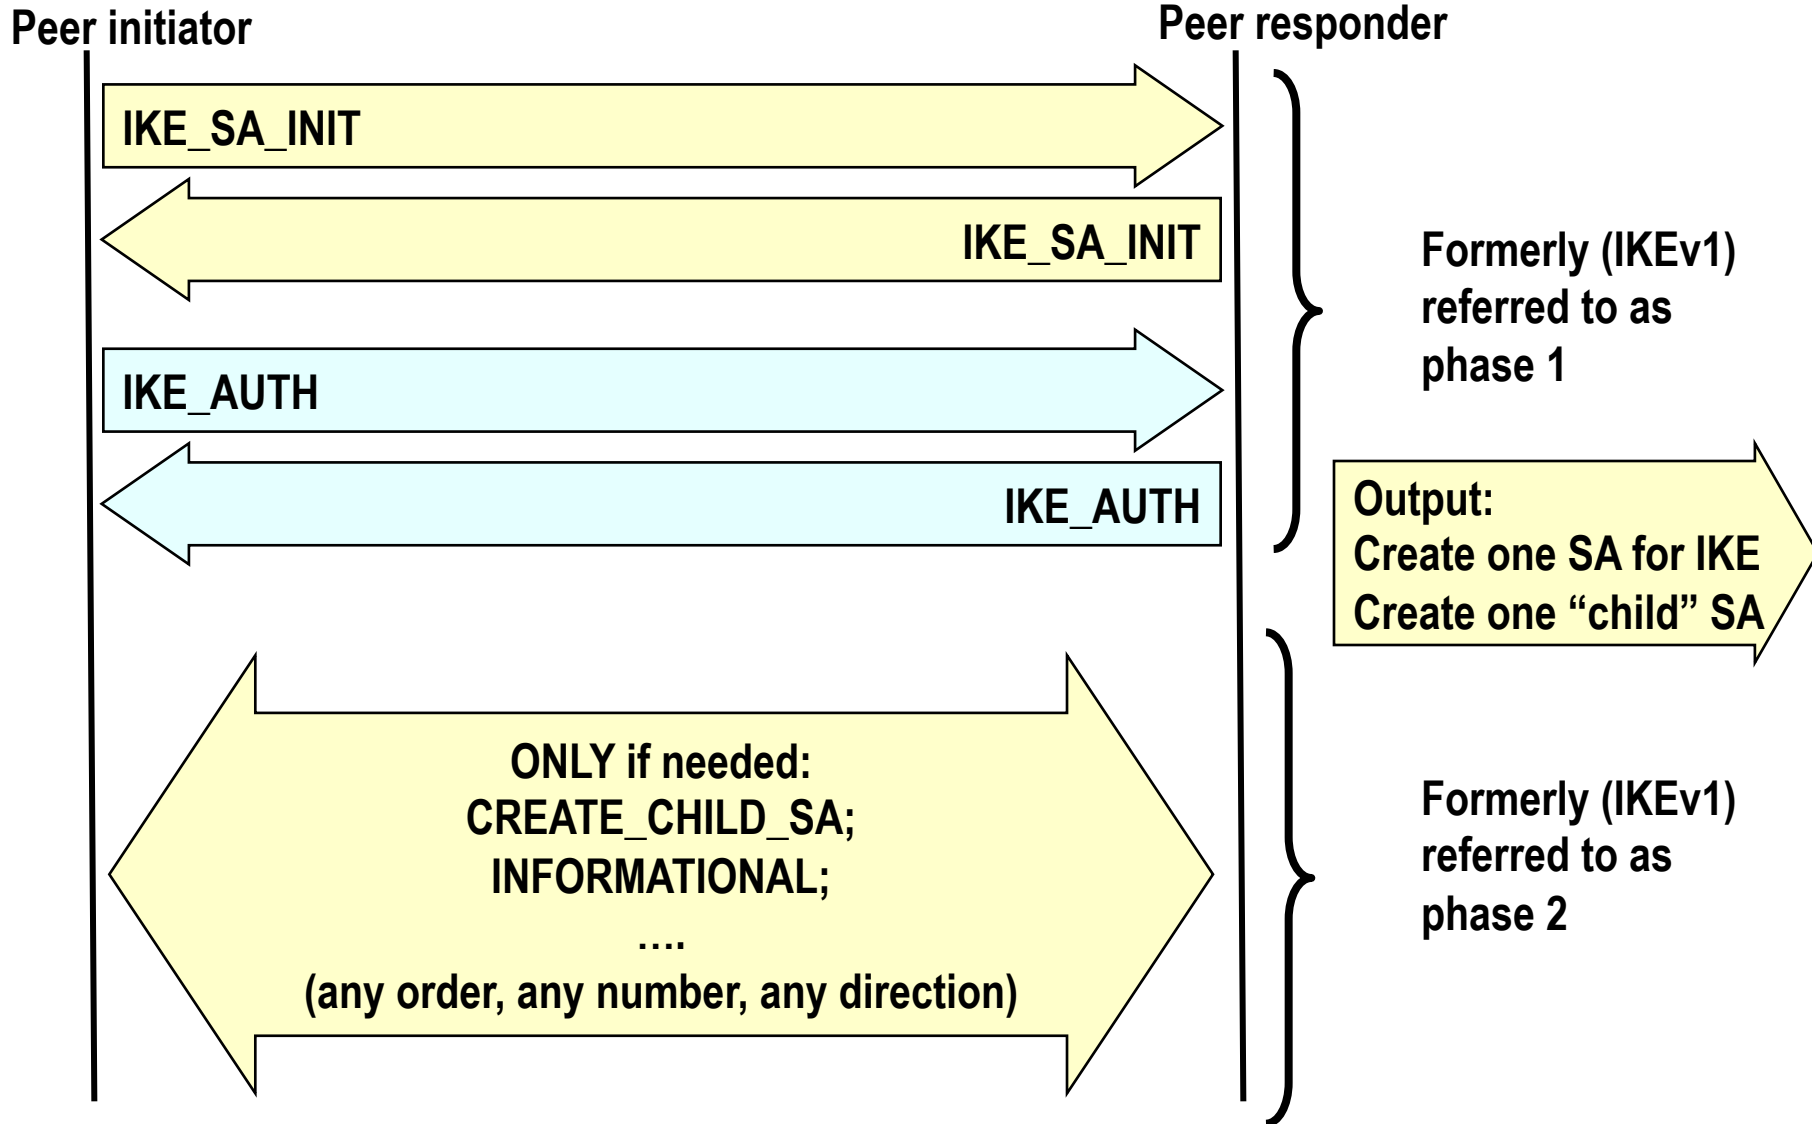 Peer initiator
Peer responder
IKE_SA_INIT
IKE_SA_INIT
Formerly (IKEv1)
referred to as
phase 1
IKE_AUTH
IKE_AUTH
Output:
Create one SA for IKE
Create one “child” SA
ONLY if needed:
CREATE_CHILD_SA;
INFORMATIONAL;
….
(any order, any number, any direction)
Formerly (IKEv1)
referred to as
phase 2